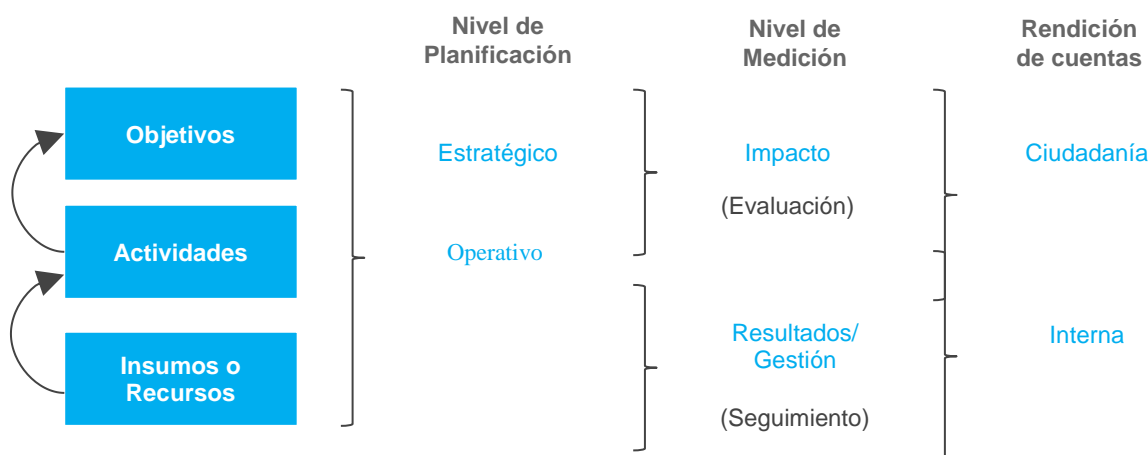 Nivel de
Planificación
Nivel de
Medición
Rendición
de cuentas
Objetivos
Estratégico
Impacto
Ciudadanía
(Evaluación)
Actividades
Operativo
Resultados/
Gestión
Interna
Insumos o
Recursos
(Seguimiento)